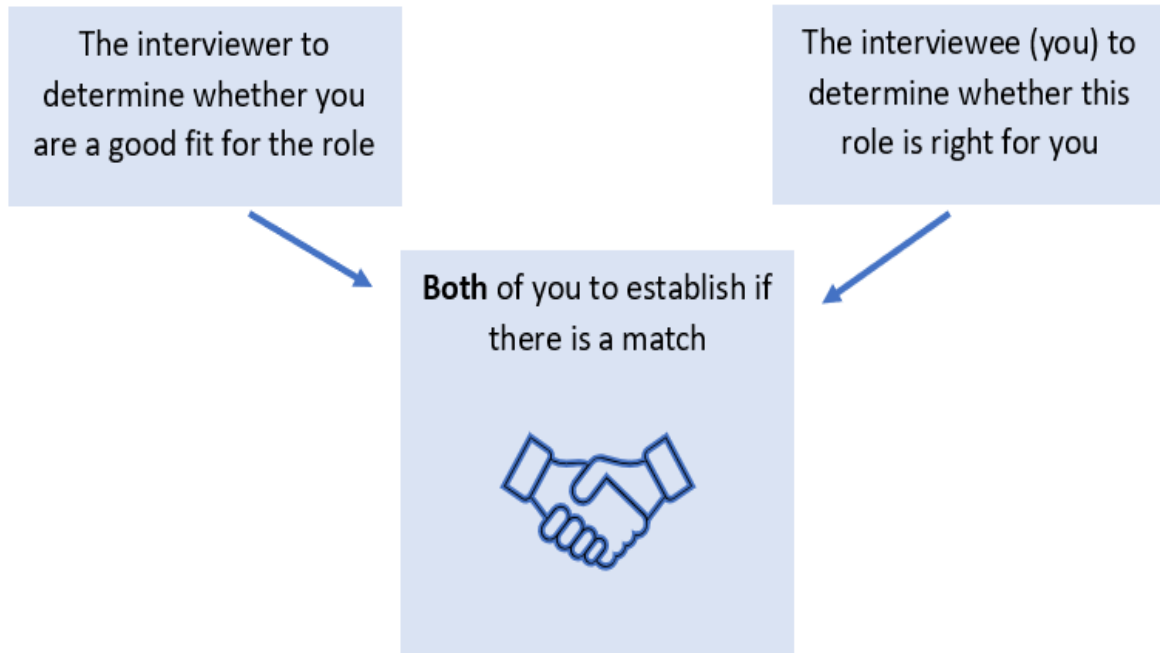 The interviewer to
determine whether you
are a good fit for the role
The interviewee (you) to
determine whether this
role is right for you
Both of you to establish if
there is a match